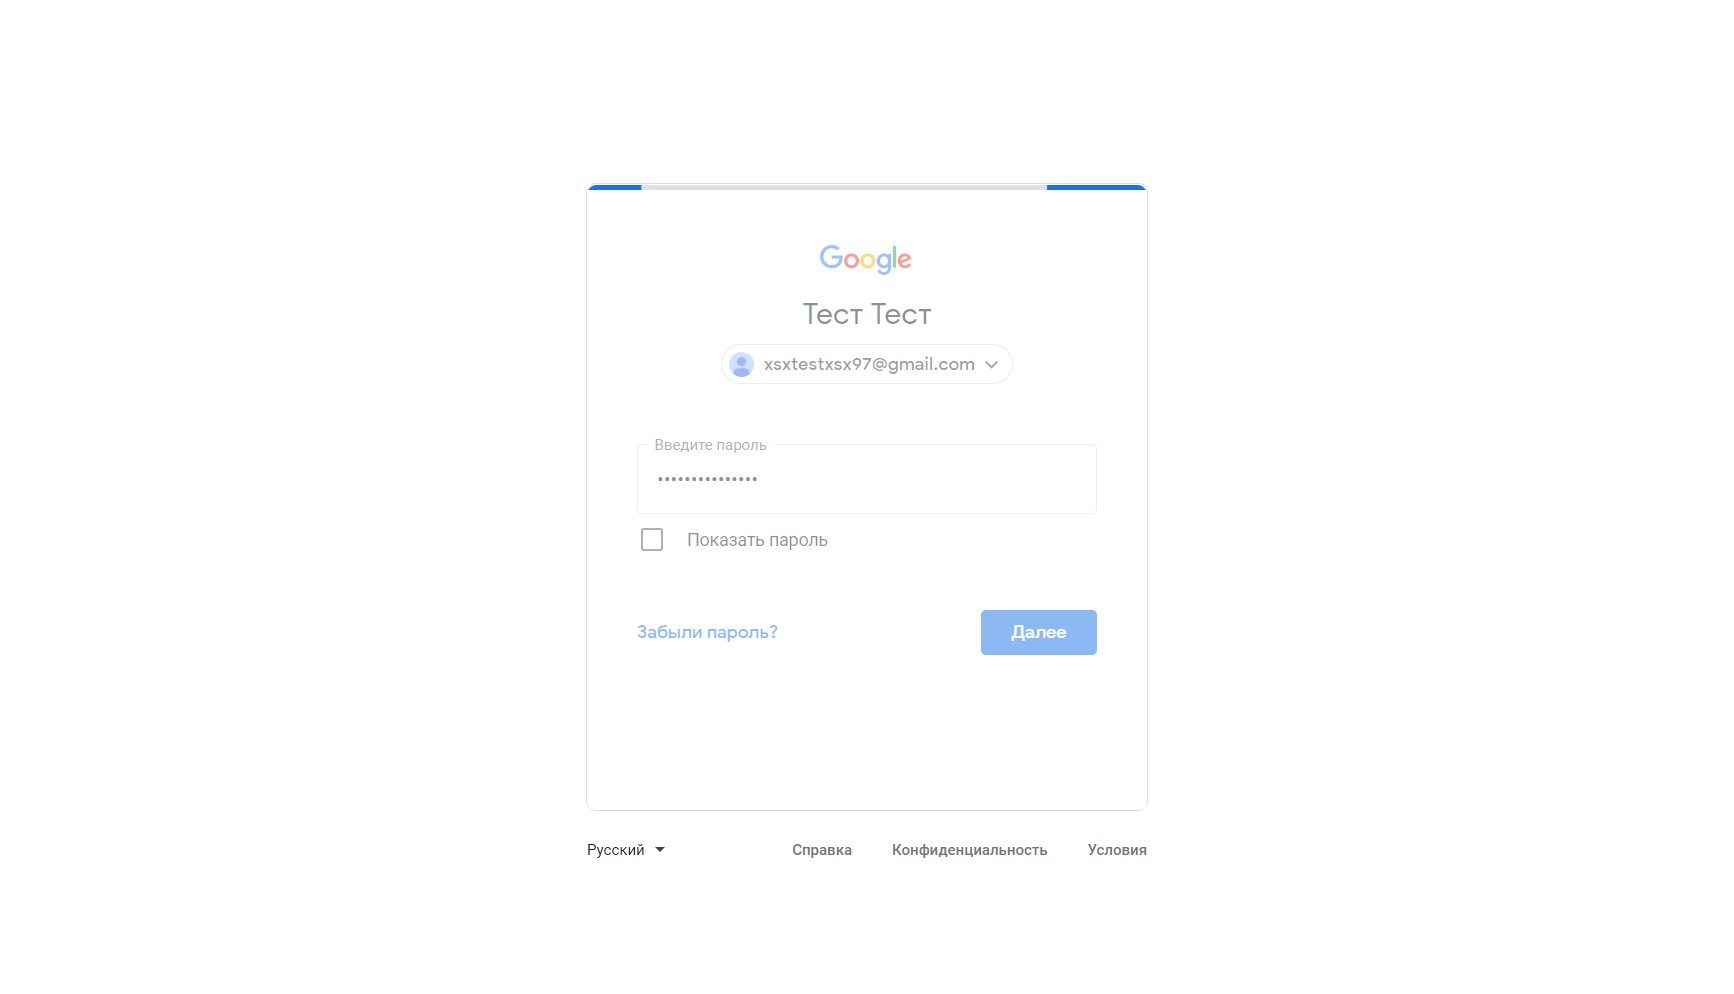 Google
Тест Тест
xsxtestxsx97@gmail.com
Введите пароль
•••••••••••••••
Показать пароль
Забыли пароль?
Далее
Русский
Справка
Конфиденциальность
Условия